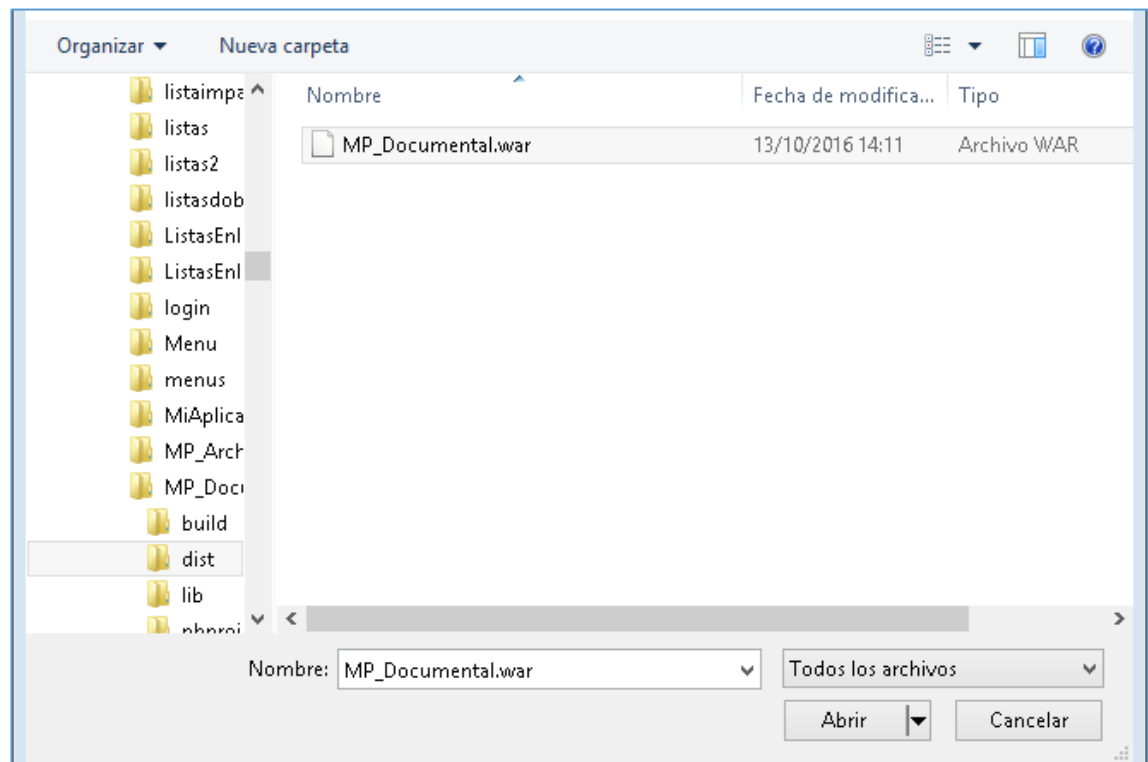 Organizar Nueva carpeta
Nombre Fecha de modifica... Tipo
MP_Documental.war 13/10/2016 14:11 Archivo WAR
listaimpa
listas
listas2
listasdob
ListasEnl
ListasEnl
login
Menu
menus
MiAplica
MP_Arch
MP_Docu
build
dist
lib
nbproj
Nombre: MP_Documental.war Todos los archivos
Abrir Cancelar